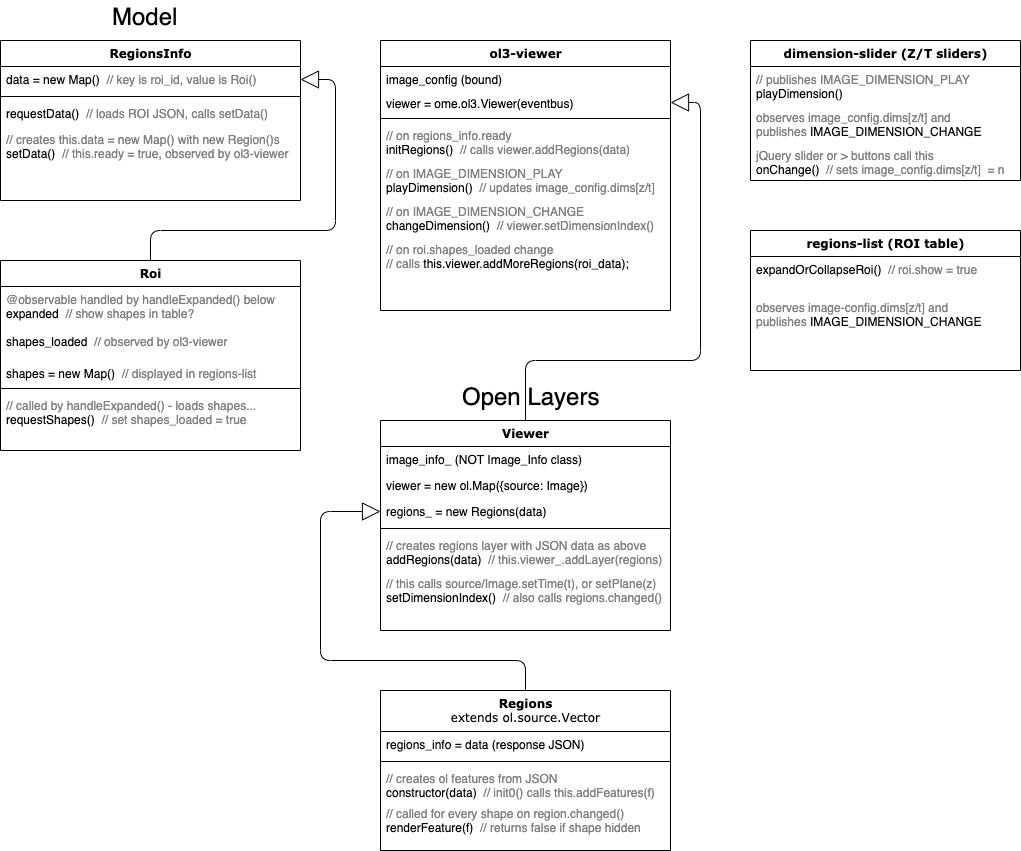 Model
RegionsInfo
data = new Map()  // key is roi_id, value is Roi()
requestData()  // loads ROI JSON, calls setData()
// creates this.data = new Map() with new Region()s
setData()  // this.ready = true, observed by ol3-viewer
Roi
@observable handled by handleExpanded() below
expanded  // show shapes in table?
shapes_loaded  // observed by ol3-viewer
shapes = new Map()  // displayed in regions-list
// called by handleExpanded() - loads shapes...
requestShapes()  // set shapes_loaded = true
ol3-viewer
image_config (bound)
viewer = ome.ol3.Viewer(eventbus)
// on regions_info.ready
initRegions()  // calls viewer.addRegions(data)
// on IMAGE_DIMENSION_PLAY
playDimension()  // updates image_config.dims[z/t]
// on IMAGE_DIMENSION_CHANGE
changeDimension()  // viewer.setDimensionIndex()
// on roi.shapes_loaded change
// calls this.viewer.addMoreRegions(roi_data);
dimension-slider (Z/T sliders)
// publishes IMAGE_DIMENSION_PLAY
playDimension()
observes image_config.dims[z/t] and
publishes IMAGE_DIMENSION_CHANGE
jQuery slider or > buttons call this
onChange()  // sets image_config.dims[z/t]  = n
regions-list (ROI table)
expandOrCollapseRoi()  // roi.show = true
observes image-config.dims[z/t] and
publishes IMAGE_DIMENSION_CHANGE
Open Layers
Viewer
image_info_ (NOT Image_Info class)
viewer = new ol.Map({source: Image})
regions_ = new Regions(data)
// creates regions layer with JSON data as above
addRegions(data)  // this.viewer_.addLayer(regions)
// this calls source/Image.setTime(t), or setPlane(z)
setDimensionIndex()  // also calls regions.changed()
Regions
extends ol.source.Vector
regions_info = data (response JSON)
// creates ol features from JSON
constructor(data)  // init0() calls this.addFeatures(f)
// called for every shape on region.changed()
renderFeature(f)  // returns false if shape hidden